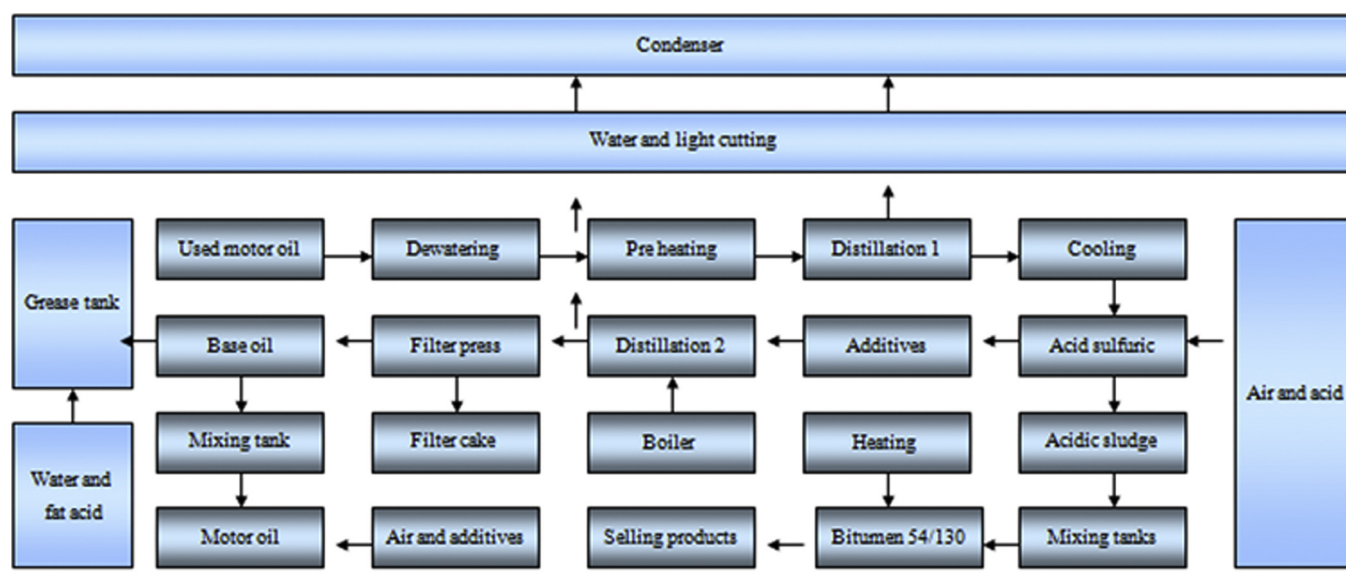 Condenser
Water and light cutting
Used motor oil
Dewatering
Pre heating
Distillation 1
Cooling
Grease tank
Base oil
Filter press
Distillation 2
Additives
Acid sulfuric
Air and acid
Mixing tank
Filter cake
Boiler
Heating
Acidic sludge
Water and
fat acid
Motor oil
Air and additives
Selling products
Bitumen 54/130
Mixing tanks